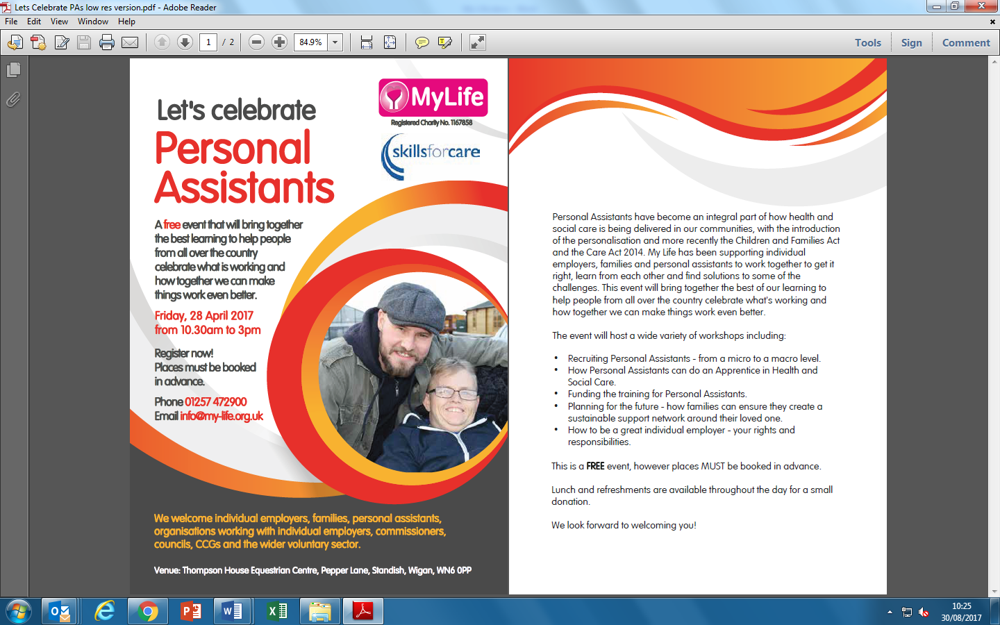 Lets Celebrate PAs low res version.pdf - Adobe Reader
File Edit View Window Help
1 / 2 84.9% Tools Sign Comment
Let's celebrate
Personal
Assistants
MyLife
Registered Charity No. 1167858
skillsforcare
A free event that will bring together
the best learning to help people
from all over the country
celebrate what is working and
how together we can make
things work even better.
Friday, 28 April 2017
from 10.30am to 3pm
Register now!
Places must be booked
in advance.
Phone 01257 472900
Email info@my-life.org.uk
We welcome individual employers, families, personal assistants,
organisations working with individual employers, commissioners,
councils, CCGs and the wider voluntary sector.
Venue: Thompson House Equestrian Centre, Pepper Lane, Standish, Wigan, WN6 0PP
Personal Assistants have become an integral part of how health and
social care is being delivered in our communities, with the introduction
of the personalisation and more recently the Children and Families Act
and the Care Act 2014. My Life has been supporting individual
employers, families and personal assistants to work together to get it
right, learn from each other and find solutions to some of the
challenges. This event will bring together the best of our learning to
help people from all over the country celebrate what's working and
how together we can make things work even better.
The event will host a wide variety of workshops including:
• Recruiting Personal Assistants - from a micro to a macro level.
• How Personal Assistants can do an Apprentice in Health and
Social Care.
• Funding the training for Personal Assistants.
• Planning for the future - how families can ensure they create a
sustainable support network around their loved one.
• How to be a great individual employer - your rights and
responsibilities.
This is a FREE event, however places MUST be booked in advance.
Lunch and refreshments are available throughout the day for a small
donation.
We look forward to welcoming you!
10:25
30/08/2017